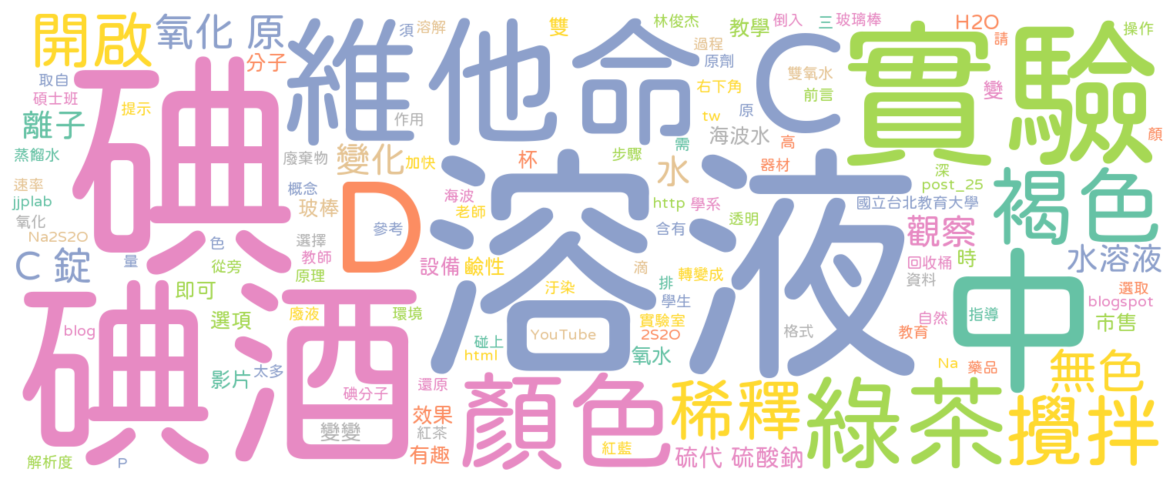 開啟
氧化 原
須 溶解
雙
林俊杰 倒入 三 玻璃棒 H2O
教學
請
操作
分子
維他命 C
實驗
過程
原劑
雙氧水
取自
碩士班
提示
碘
右下角
前言
變
離子
作用
tw 原
海波水
高
顏
蒸餾水
廢棄物
變化
加快
杯
步驟
需
器材
水
溶液
速率
jjplab
氧化
Na2S2O
概念
玻棒
D
參考
海波
老師
http 學系
含有
透明
深
post_25
國立台北教育大學
褐色
色
量
從旁
選擇
教師
原理
C 錠
設備
鹼性
滴
轉變成
排
學生
汙染
觀察
回收桶 時
資料
中
水溶液
選取
blogspot
市售
即可
選項
廢液
環境
blog
碘酒
影片
太多
碘分子
變變
解析度
P
碰上
html
YouTube
實驗室
2S2O
氧水
格式
自然
教育
指導
Na
藥品
無色
還原
效果
紅茶
有趣
顏色
紅藍
稀釋
硫代 硫酸鈉
綠茶
攪拌